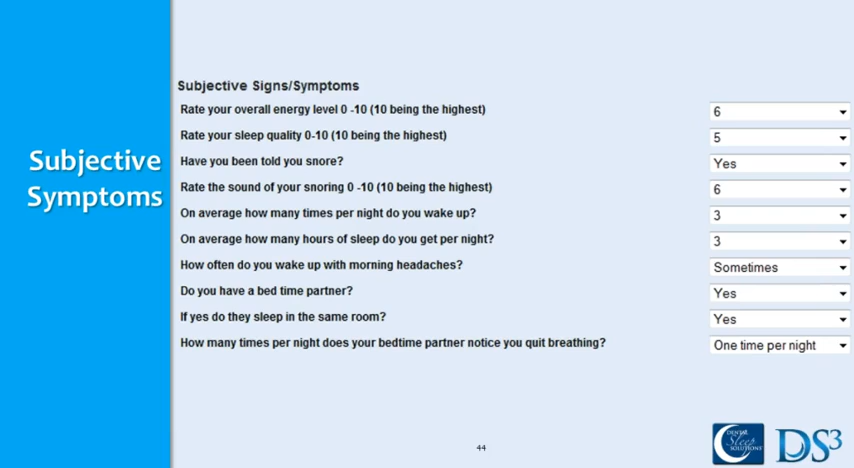 Subjective
Symptoms
Subjective Signs/Symptoms
Rate your overall energy level 0 -10 (10 being the highest) 6
Rate your sleep quality 0-10 (10 being the highest) 5
Have you been told you snore? Yes
Rate the sound of your snoring 0 -10 (10 being the highest) 6
On average how many times per night do you wake up? 3
On average how many hours of sleep do you get per night? 3
How often do you wake up with morning headaches? Sometimes
Do you have a bed time partner? Yes
If yes do they sleep in the same room? Yes
How many times per night does your bedtime partner notice you quit breathing? One time per night
44
DENTAL
Sleep
SOLUTIONS
DS3